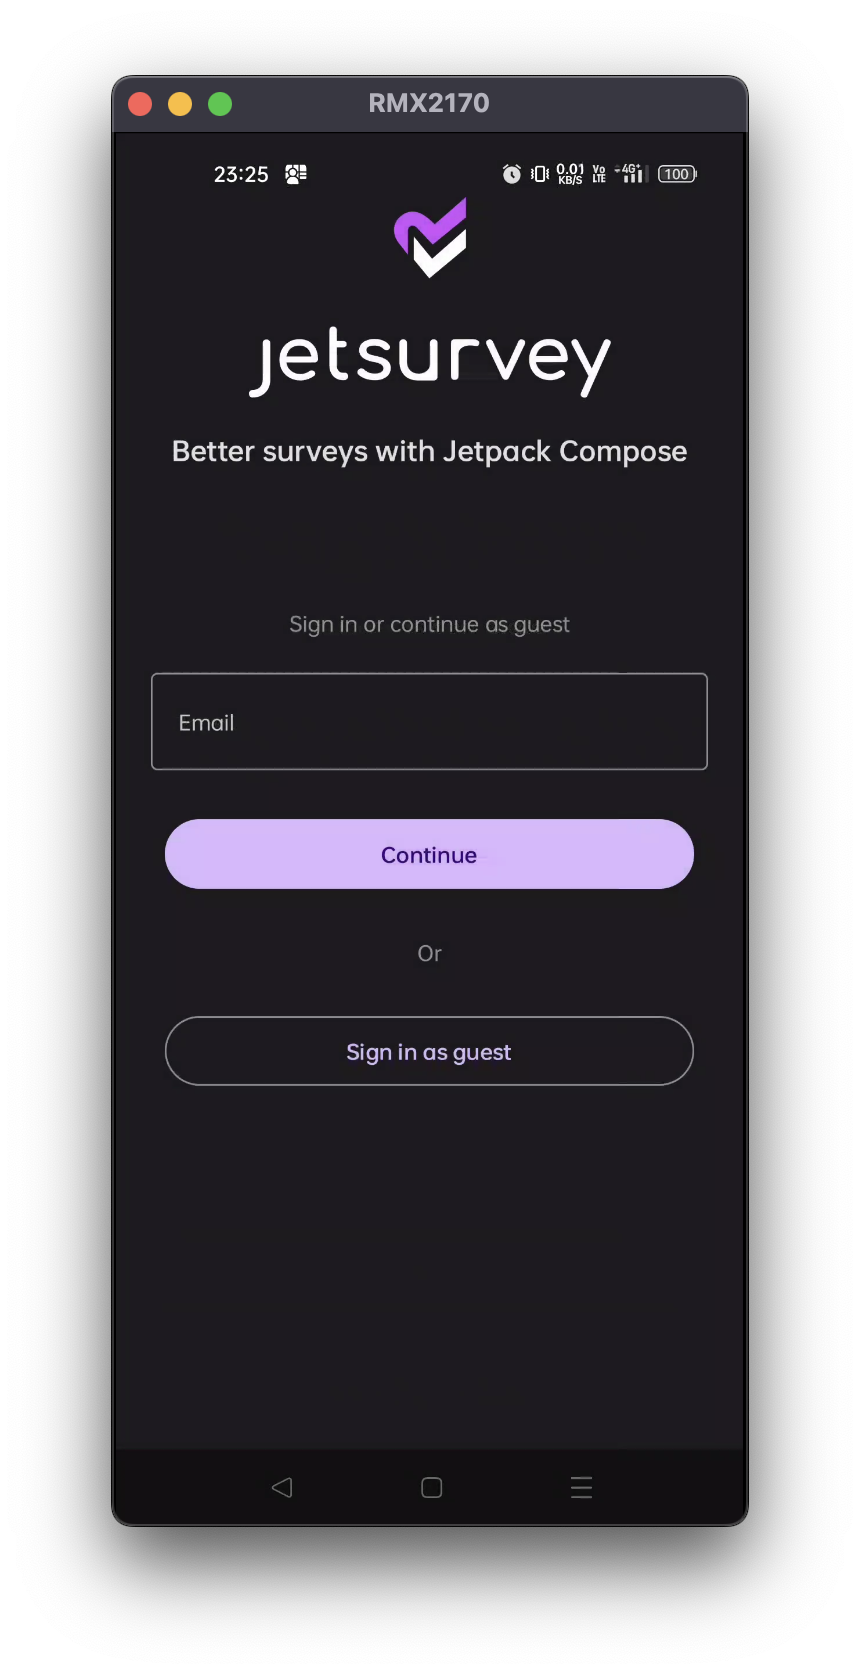 RMX2170
23:25 0.01 KB/S Vo LTE 4G+ 100
jetsurvey
Better surveys with Jetpack Compose
Sign in or continue as guest
Email
Continue
Or
Sign in as guest